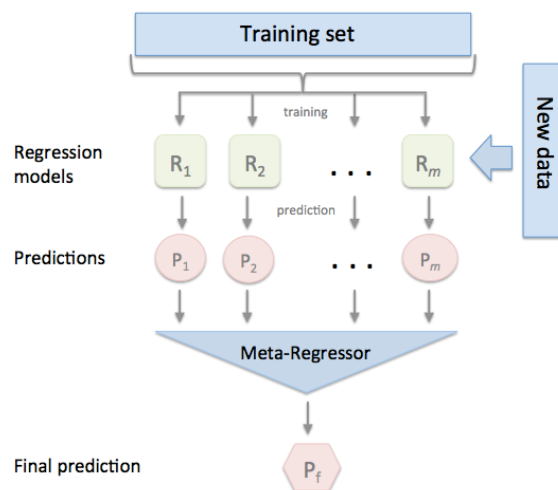 Training set
training
New data
Regression
models
R1 R2 . . . Rm
prediction
Predictions
P1 P2 . . . Pm
Meta-Regressor
Final prediction
Pf